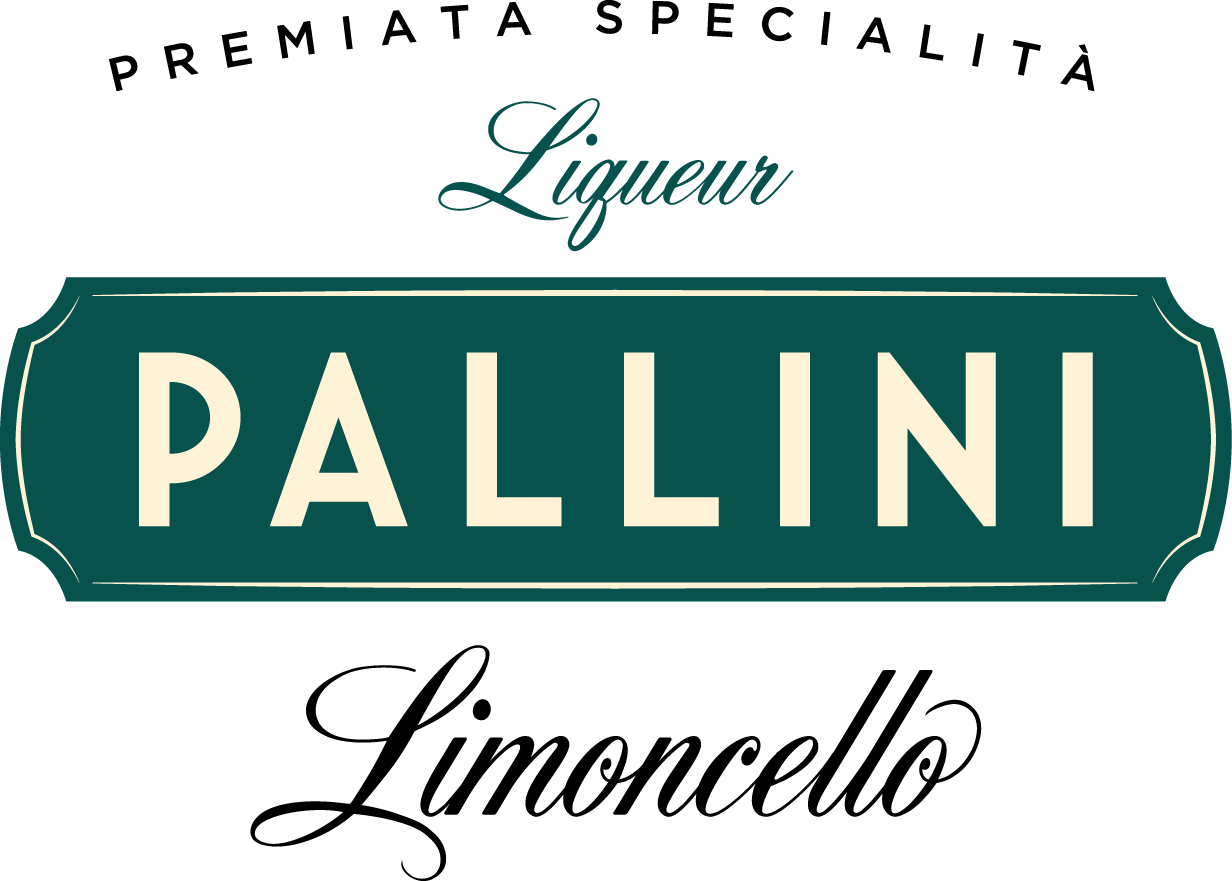 PREMIATA SPECIALITÀ
Liqueur
PALLINI
Limoncello